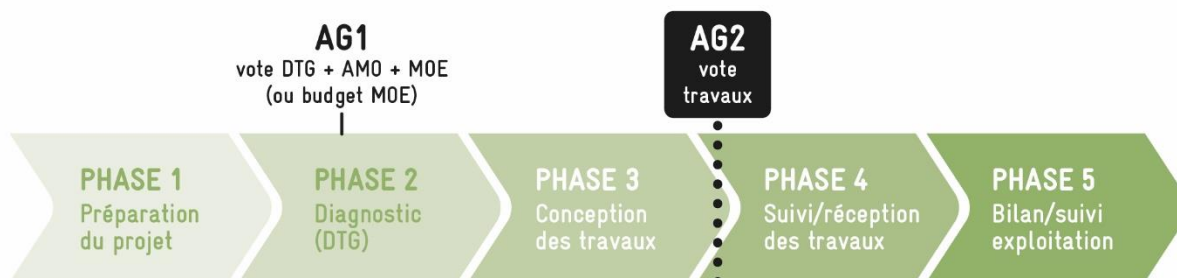 AG1
vote DTG + AMO + MOE
(ou budget MOE)
AG2
vote
travaux
PHASE 1
Préparation
du projet
PHASE 2
Diagnostic
(DTG)
PHASE 3
Conception
des travaux
PHASE 4
Suivi/réception
des travaux
PHASE 5
Bilan/suivi
exploitation